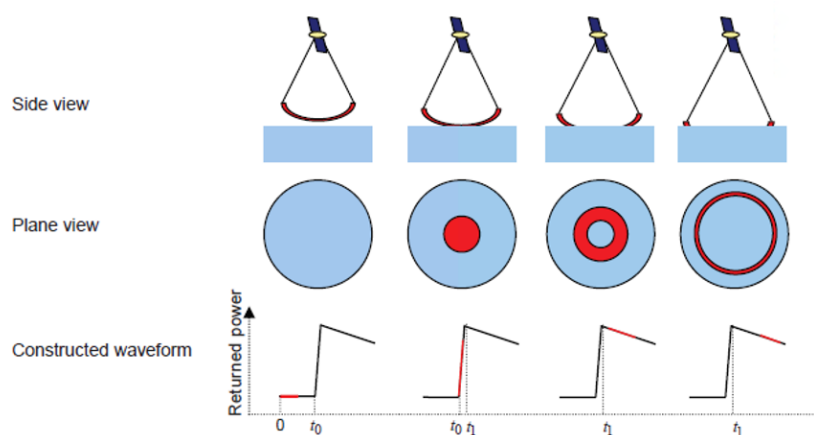 Side view
Plane view
Constructed waveform
Returned power
0 t₀ t₀ t₁ t₁ t₁